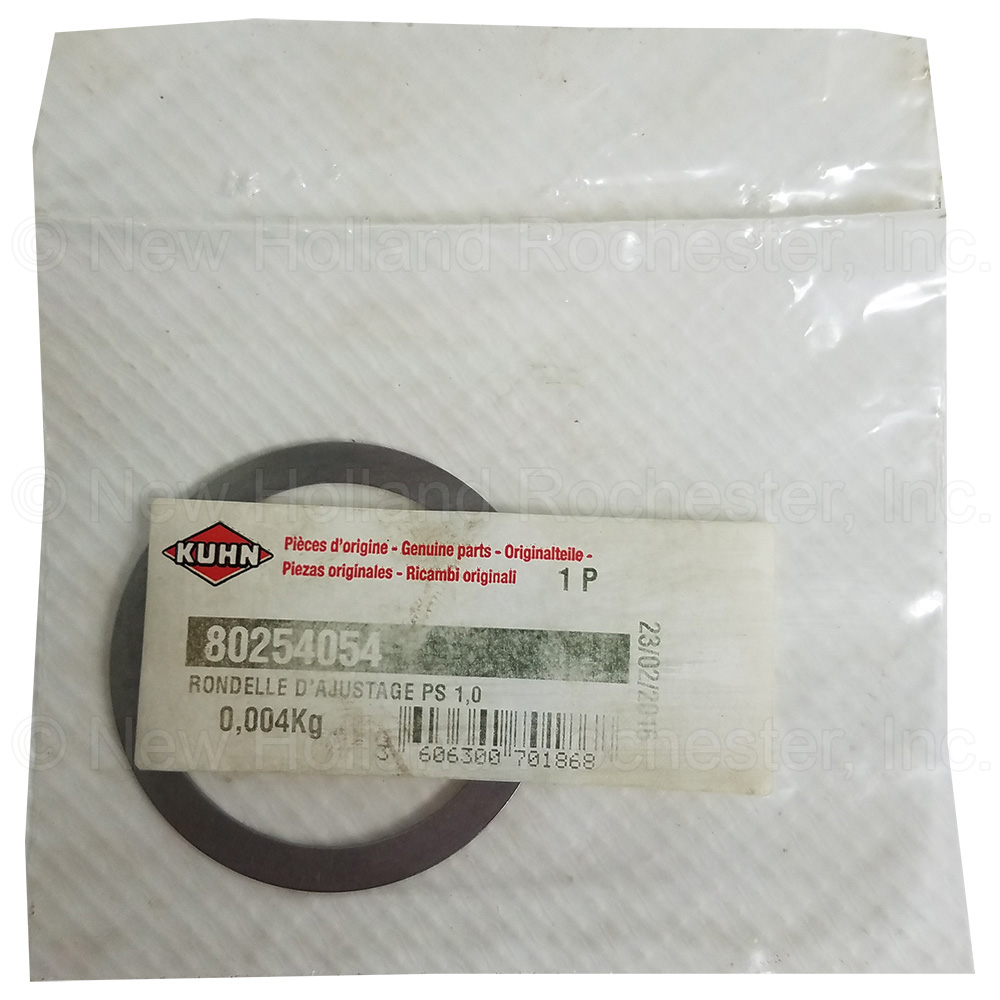 © New Holland Rochester, Inc.
© New Holland Rochester, Inc.
KUHN
Pièces d'origine - Genuine parts - Originalteile -
Piezas originales - Ricambi originali
1 P
80254054
23/02/2016
RONDELLE D'AJUSTAGE PS 1,0
0,004Kg
3 606300 701868
© New Holland Rochester, Inc.